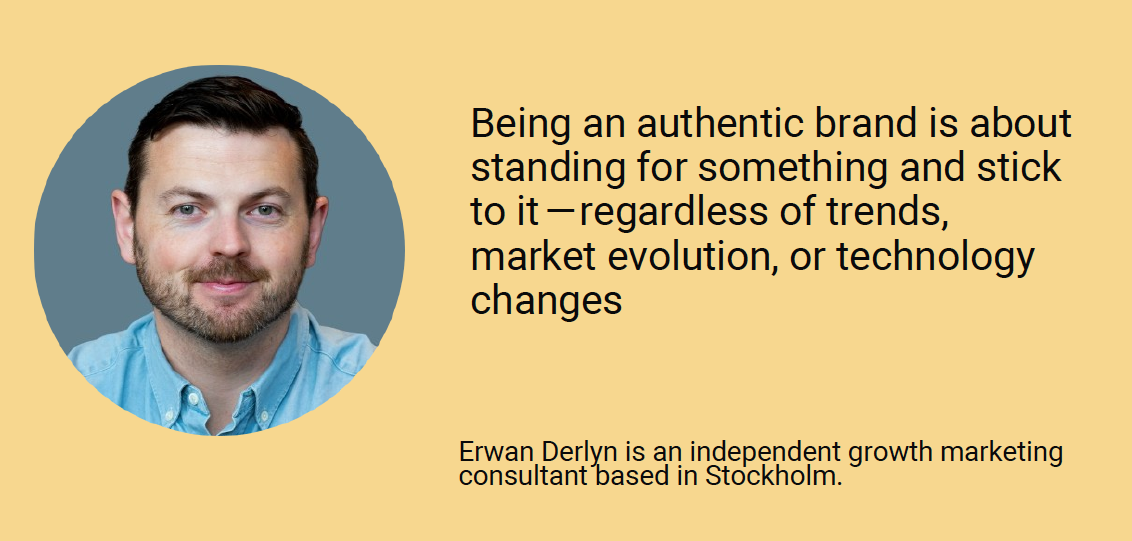 Being an authentic brand is about
standing for something and stick
to it — regardless of trends,
market evolution, or technology
changes
Erwan Derlyn is an independent growth marketing
consultant based in Stockholm.